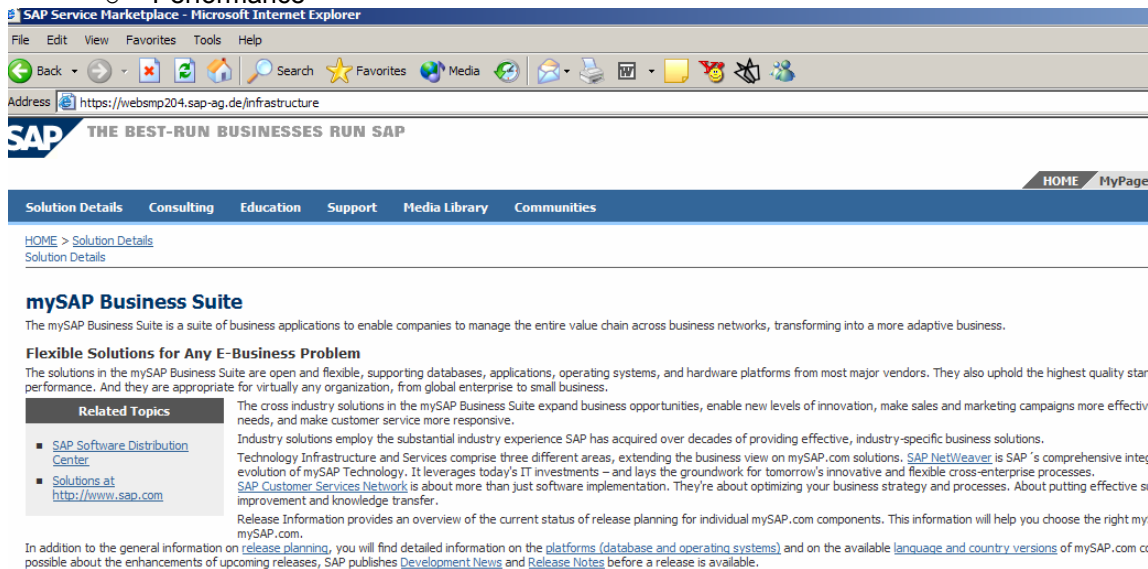 SAP Service Marketplace - Microsoft Internet Explorer
File Edit View Favorites Tools Help
Back Search Favorites Media
Address https://websmp204.sap-ag.de/infrastructure
SAP THE BEST-RUN BUSINESSES RUN SAP
HOME MyPage
Solution Details Consulting Education Support Media Library Communities
HOME > Solution Details
Solution Details
mySAP Business Suite
The mySAP Business Suite is a suite of business applications to enable companies to manage the entire value chain across business networks, transforming into a more adaptive business.
Flexible Solutions for Any E-Business Problem
The solutions in the mySAP Business Suite are open and flexible, supporting databases, applications, operating systems, and hardware platforms from most major vendors. They also uphold the highest quality
performance. And they are appropriate for virtually any organization, from global enterprise to small business.
Related Topics
SAP Software Distribution
Center
Solutions at
http://www.sap.com
The cross industry solutions in the mySAP Business Suite expand business opportunities, enable new levels of innovation, make sales and marketing campaigns more
needs, and make customer service more responsive.
Industry solutions employ the substantial industry experience SAP has acquired over decades of providing effective, industry-specific business solutions.
Technology Infrastructure and Services comprise three different areas, extending the business view on mySAP.com solutions. SAP NetWeaver is SAP ´s comprehensive
evolution of mySAP Technology. It leverages today's IT investments – and lays the groundwork for tomorrow's innovative and flexible cross-enterprise processes.
SAP Customer Services Network is about more than just software implementation. They're about optimizing your business strategy and processes. About putting effective
improvement and knowledge transfer.
Release Information provides an overview of the current status of release planning for individual mySAP.com components. This information will help you choose the right
mySAP.com.
In addition to the general information on release planning, you will find detailed information on the platforms (database and operating systems) and on the available language and country versions of mySAP.com
possible about the enhancements of upcoming releases, SAP publishes Development News and Release Notes before a release is available.